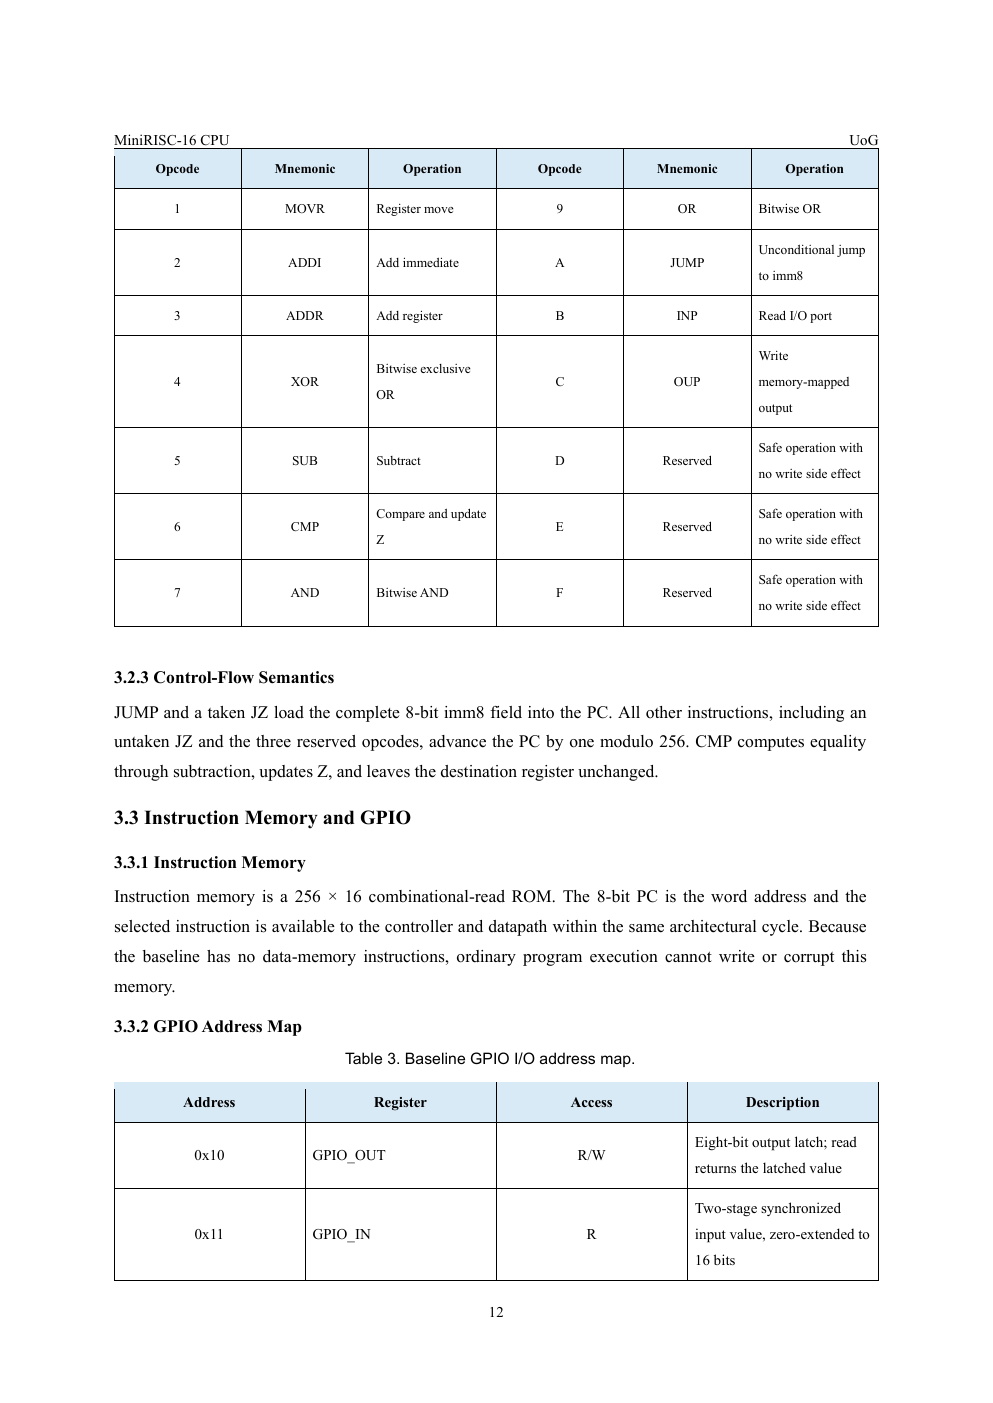 MiniRISC-16 CPU UoG
Opcode Mnemonic Operation Opcode Mnemonic Operation
1 MOVR Register move 9 OR Bitwise OR
2 ADDI Add immediate A JUMP Unconditional jump
to imm8
3 ADDR Add register B INP Read I/O port
4 XOR Bitwise exclusive
OR
C OUP Write
memory-mapped
output
5 SUB Subtract D Reserved Safe operation with
no write side effect
6 CMP Compare and update
Z
E Reserved Safe operation with
no write side effect
7 AND Bitwise AND F Reserved Safe operation with
no write side effect
3.2.3 Control-Flow Semantics
JUMP and a taken JZ load the complete 8-bit imm8 field into the PC. All other instructions, including an
untaken JZ and the three reserved opcodes, advance the PC by one modulo 256. CMP computes equality
through subtraction, updates Z, and leaves the destination register unchanged.
3.3 Instruction Memory and GPIO
3.3.1 Instruction Memory
Instruction memory is a 256 × 16 combinational-read ROM. The 8-bit PC is the word address and the
selected instruction is available to the controller and datapath within the same architectural cycle. Because
the baseline has no data-memory instructions, ordinary program execution cannot write or corrupt this
memory.
3.3.2 GPIO Address Map
Table 3. Baseline GPIO I/O address map.
Address Register Access Description
0x10 GPIO_OUT R/W Eight-bit output latch; read
returns the latched value
0x11 GPIO_IN R Two-stage synchronized
input value, zero-extended to
16 bits
12